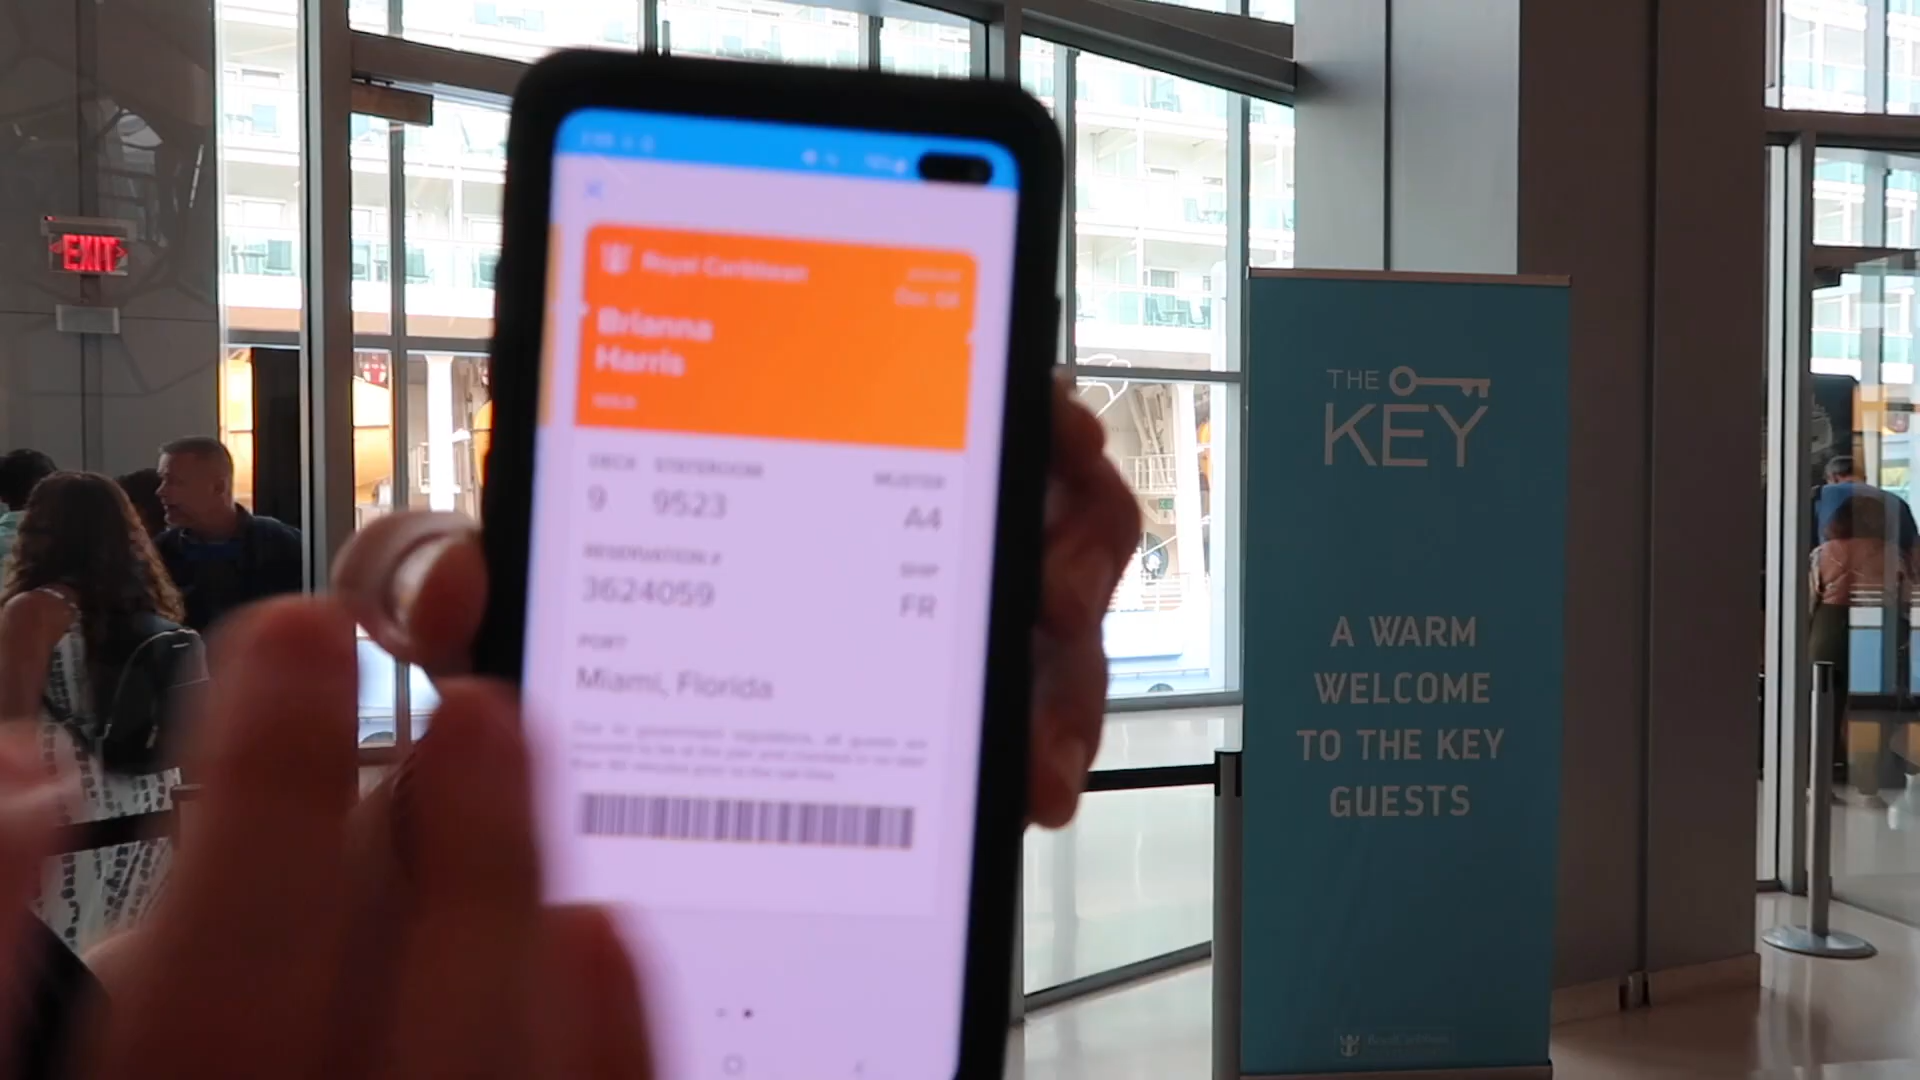 EXIT
Royal Caribbean
Brianna
Harris
DECK STATEROOM MUSTER
9 9523 A4
RESERVATION # SHIP
3624059 FR
PORT
Miami, Florida
THE
KEY
A WARM
WELCOME
TO THE KEY
GUESTS